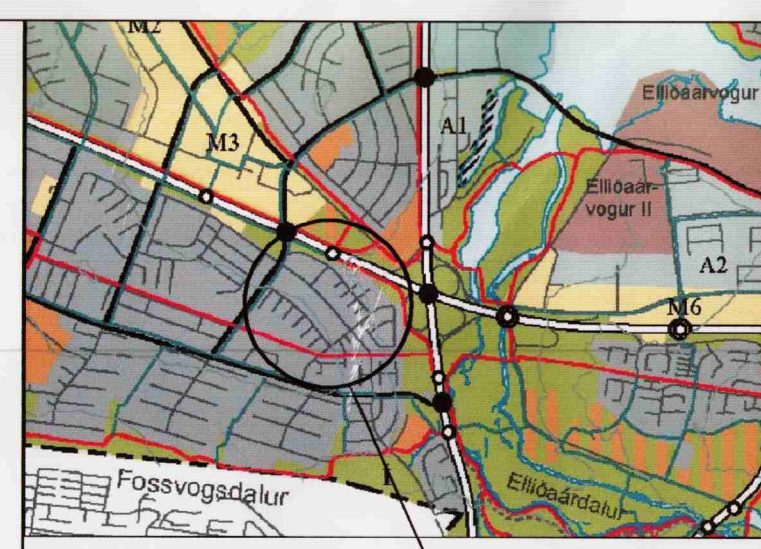 M2
M3
A1
Elliðaárvogur
Elliðaár-
vogur II
A2
M6
Fossvogsdalur
Elliðaárdalur